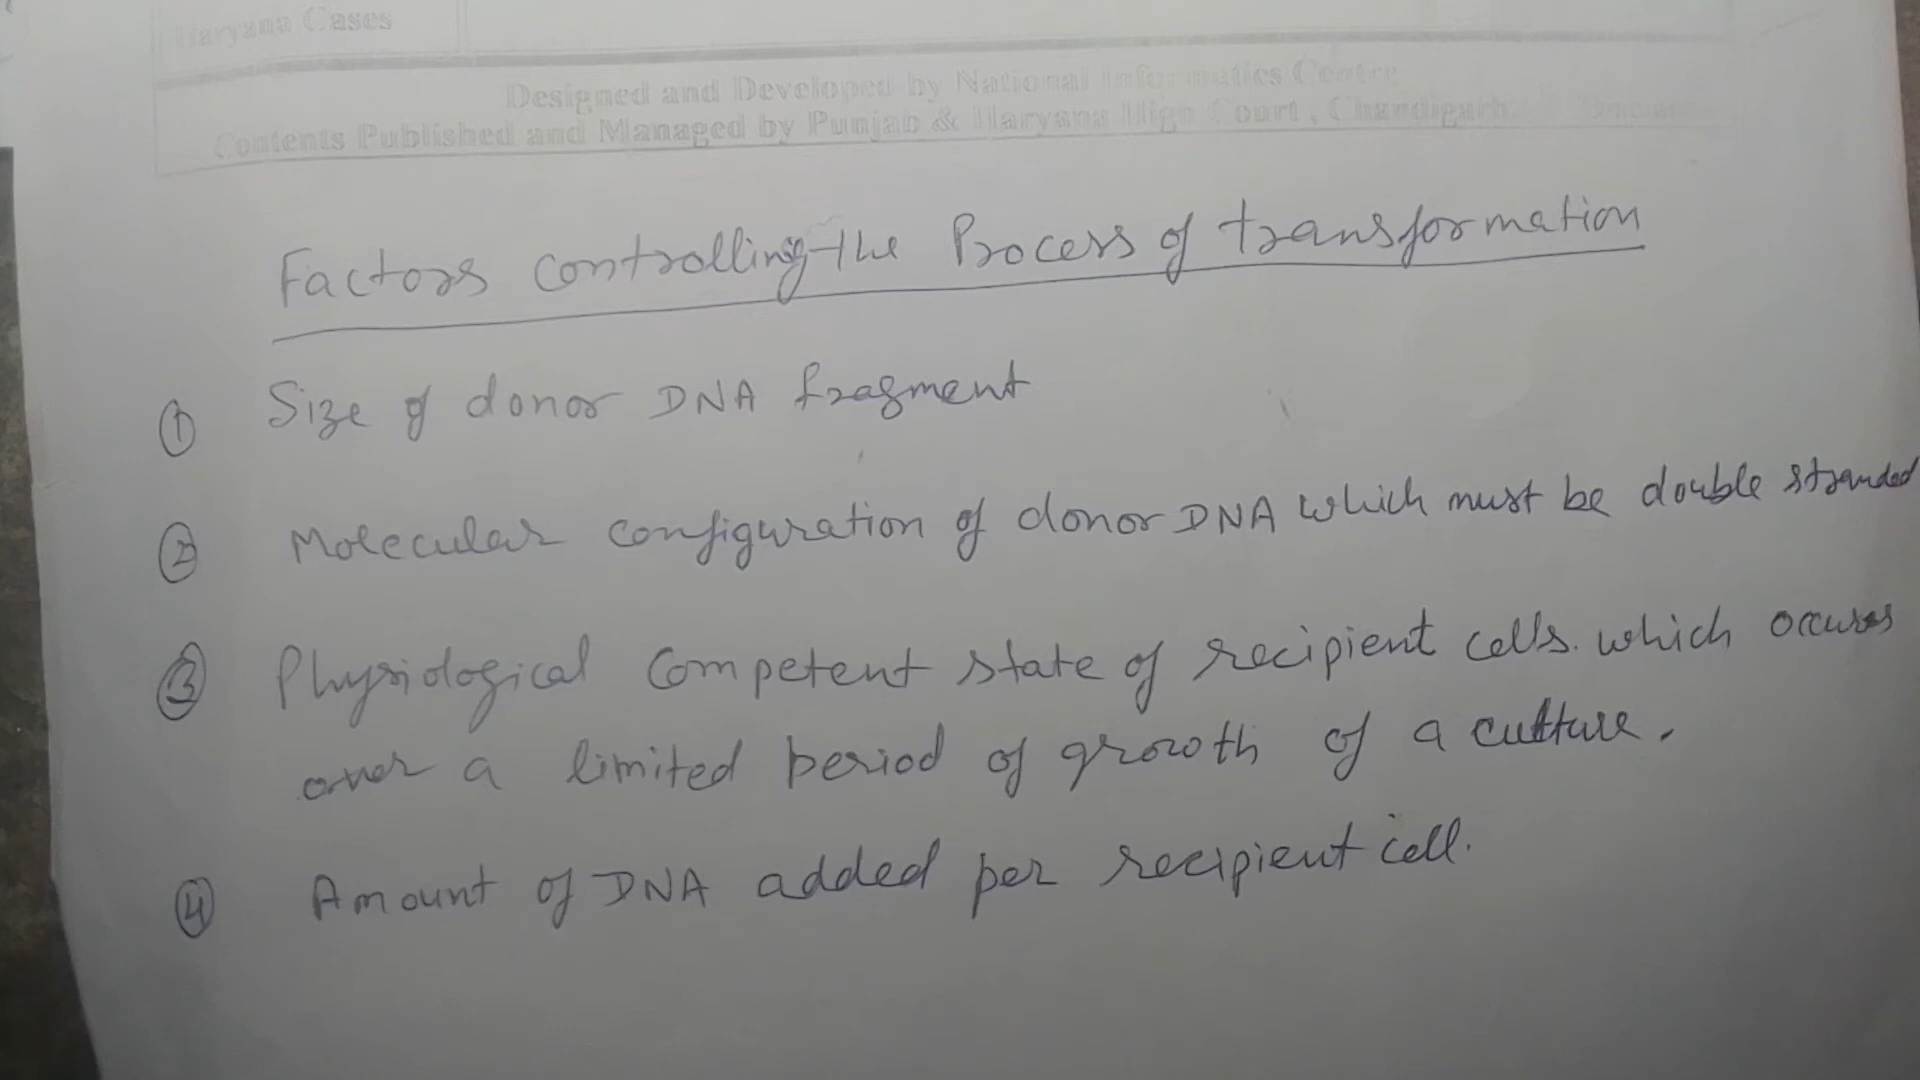 Haryana Cases
Designed and Developed by National Informatics Centre
Contents Published and Managed by Punjab & Haryana High Court, Chandigarh
Factors controlling the Process of transformation
① Size of donor DNA fragment
② Molecular configuration of donor DNA which must be double stranded
③ Physiological Competent state of recipient cells. which occurs
over a limited period of growth of a culture.
④ Amount of DNA added per recipient cell.